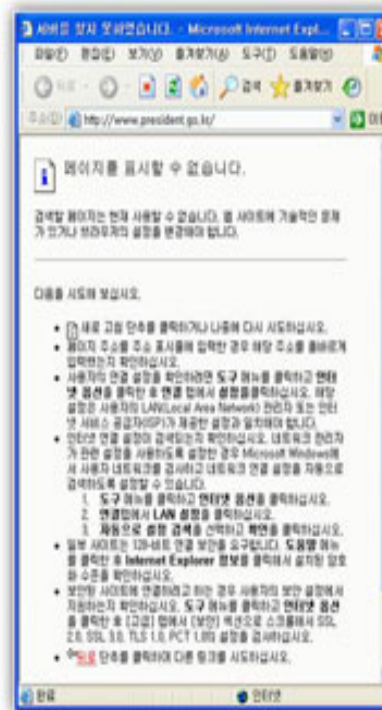 서버를 찾지 못하였습니다. - Microsoft Internet Expl...
파일(F) 편집(E) 보기(V) 즐겨찾기(A) 도구(T) 도움말(H)
뒤로 검색 즐겨찾기
주소(D) http://www.president.go.kr/ 이동
페이지를 표시할 수 없습니다.
검색할 페이지는 현재 사용할 수 없습니다. 웹 사이트에 기술적인 문제
가 있거나 브라우저의 설정을 변경해야 합니다.
다음을 시도해 보십시오.
• 새로 고침 단추를 클릭하거나 나중에 다시 시도하십시오.
• 페이지 주소를 주소 표시줄에 입력한 경우 해당 주소를 올바르게
입력했는지 확인하십시오.
• 사용자의 연결 설정을 확인하려면 도구 메뉴를 클릭하고 인터
넷 옵션을 클릭한 후 연결 탭에서 설정을클릭하십시오. 해당
설정은 사용자의 LAN(Local Area Network) 관리자 또는 인터
넷 서비스 공급자(ISP)가 제공한 설정과 일치해야 합니다.
• 인터넷 연결 설정이 검색되는지 확인하십시오. 네트워크 관리자
가 관련 설정을 사용하도록 설정한 경우 Microsoft Windows에
서 사용자 네트워크를 검사하고 네트워크 연결 설정을 자동으로
검색하도록 설정할 수 있습니다.
1. 도구 메뉴를 클릭하고 인터넷 옵션을 클릭하십시오.
2. 연결탭에서 LAN 설정을 클릭하십시오.
3. 자동으로 설정 검색을 선택하고 확인을 클릭하십시오.
• 일부 사이트는 128-비트 연결 보안을 요구합니다. 도움말 메뉴
를 클릭한 후 Internet Explorer 정보를 클릭해서 설치된 암호
화 수준을 확인하십시오.
• 보안된 사이트에 연결하려고 하는 경우 사용자의 보안 설정에서
지원하는지 확인하십시오. 도구 메뉴를 클릭하고 인터넷 옵션
을 클릭한 후 [고급] 탭에서 [보안] 섹션으로 스크롤해서 SSL
2.0, SSL 3.0, TLS 1.0, PCT 1.0의 설정을 검사하십시오.
• 뒤로 단추를 클릭하여 다른 링크를 시도하십시오.
완료 인터넷